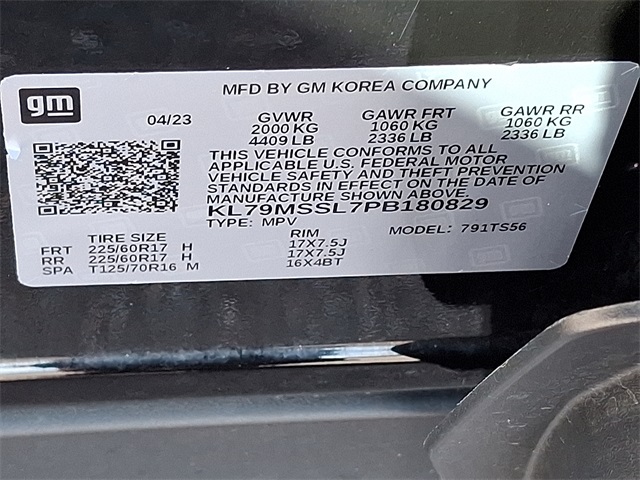 MFD BY GM KOREA COMPANY
gm
04/23 GVWR GAWR FRT GAWR RR
2000 KG 1060 KG 1060 KG
4409 LB 2336 LB 2336 LB
THIS VEHICLE CONFORMS TO ALL
APPLICABLE U.S. FEDERAL MOTOR
VEHICLE SAFETY AND THEFT PREVENTION
STANDARDS IN EFFECT ON THE DATE OF
MANUFACTURE SHOWN ABOVE.
KL79MSSL7PB180829
TYPE: MPV MODEL: 791TS56
TIRE SIZE RIM
FRT 225/60R17 H 17X7.5J
RR 225/60R17 H 17X7.5J
SPA T125/70R16 M 16X4BT